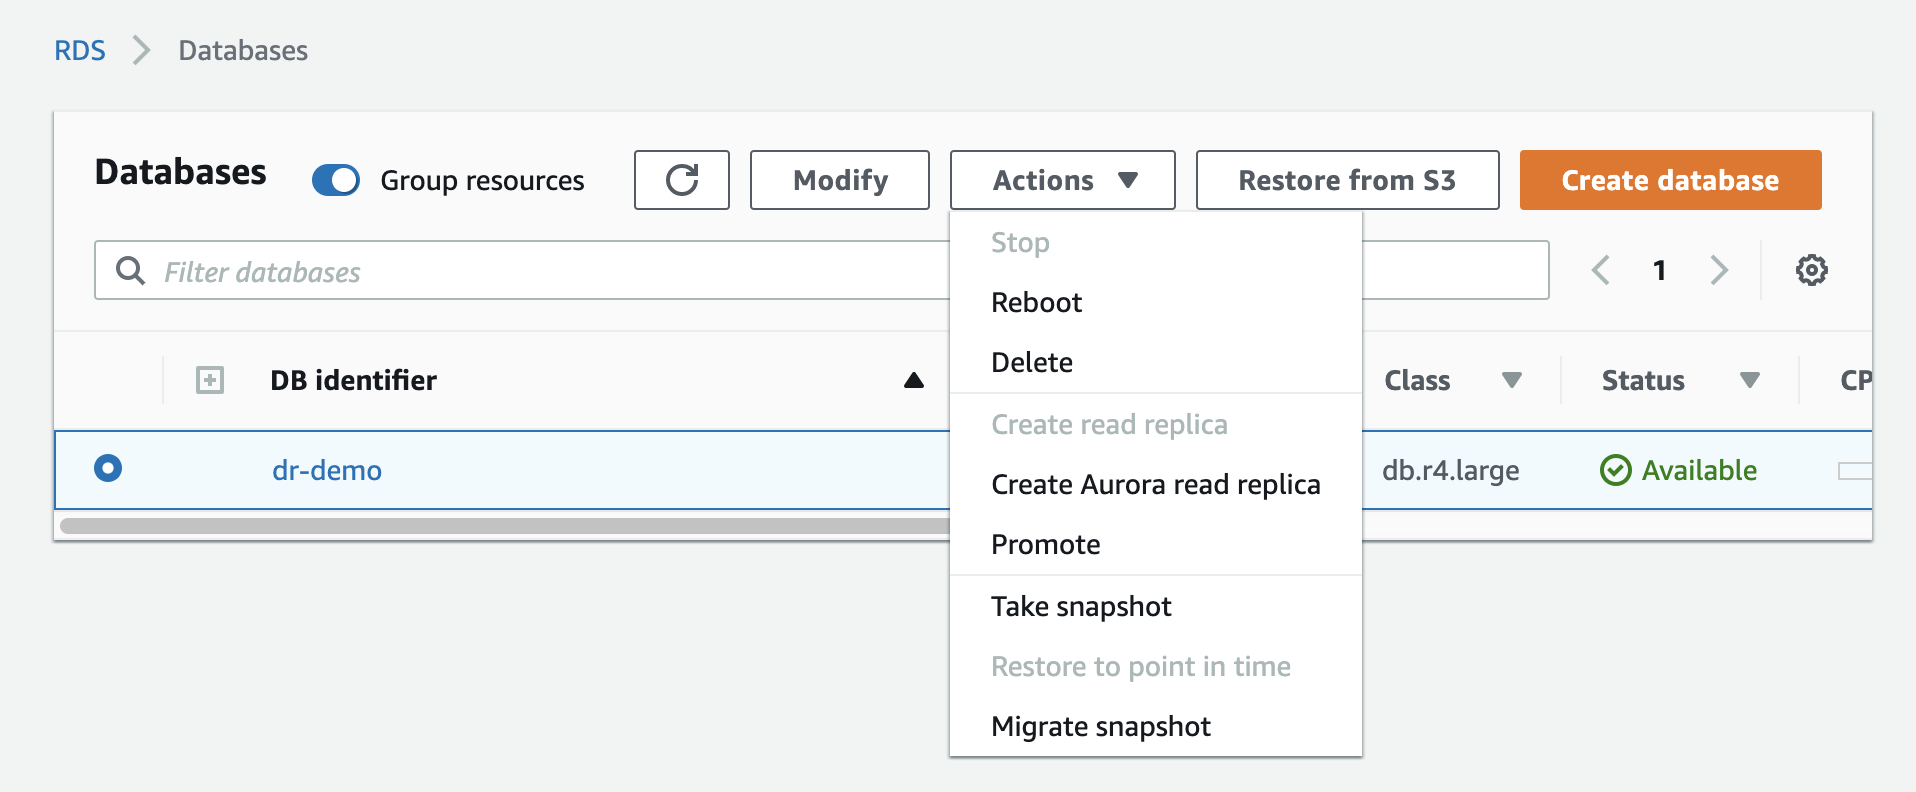 RDS > Databases
Databases Group resources Modify Actions Restore from S3 Create database
Filter databases 1
DB identifier Class Status CP
dr-demo db.r4.large Available
Stop
Reboot
Delete
Create read replica
Create Aurora read replica
Promote
Take snapshot
Restore to point in time
Migrate snapshot